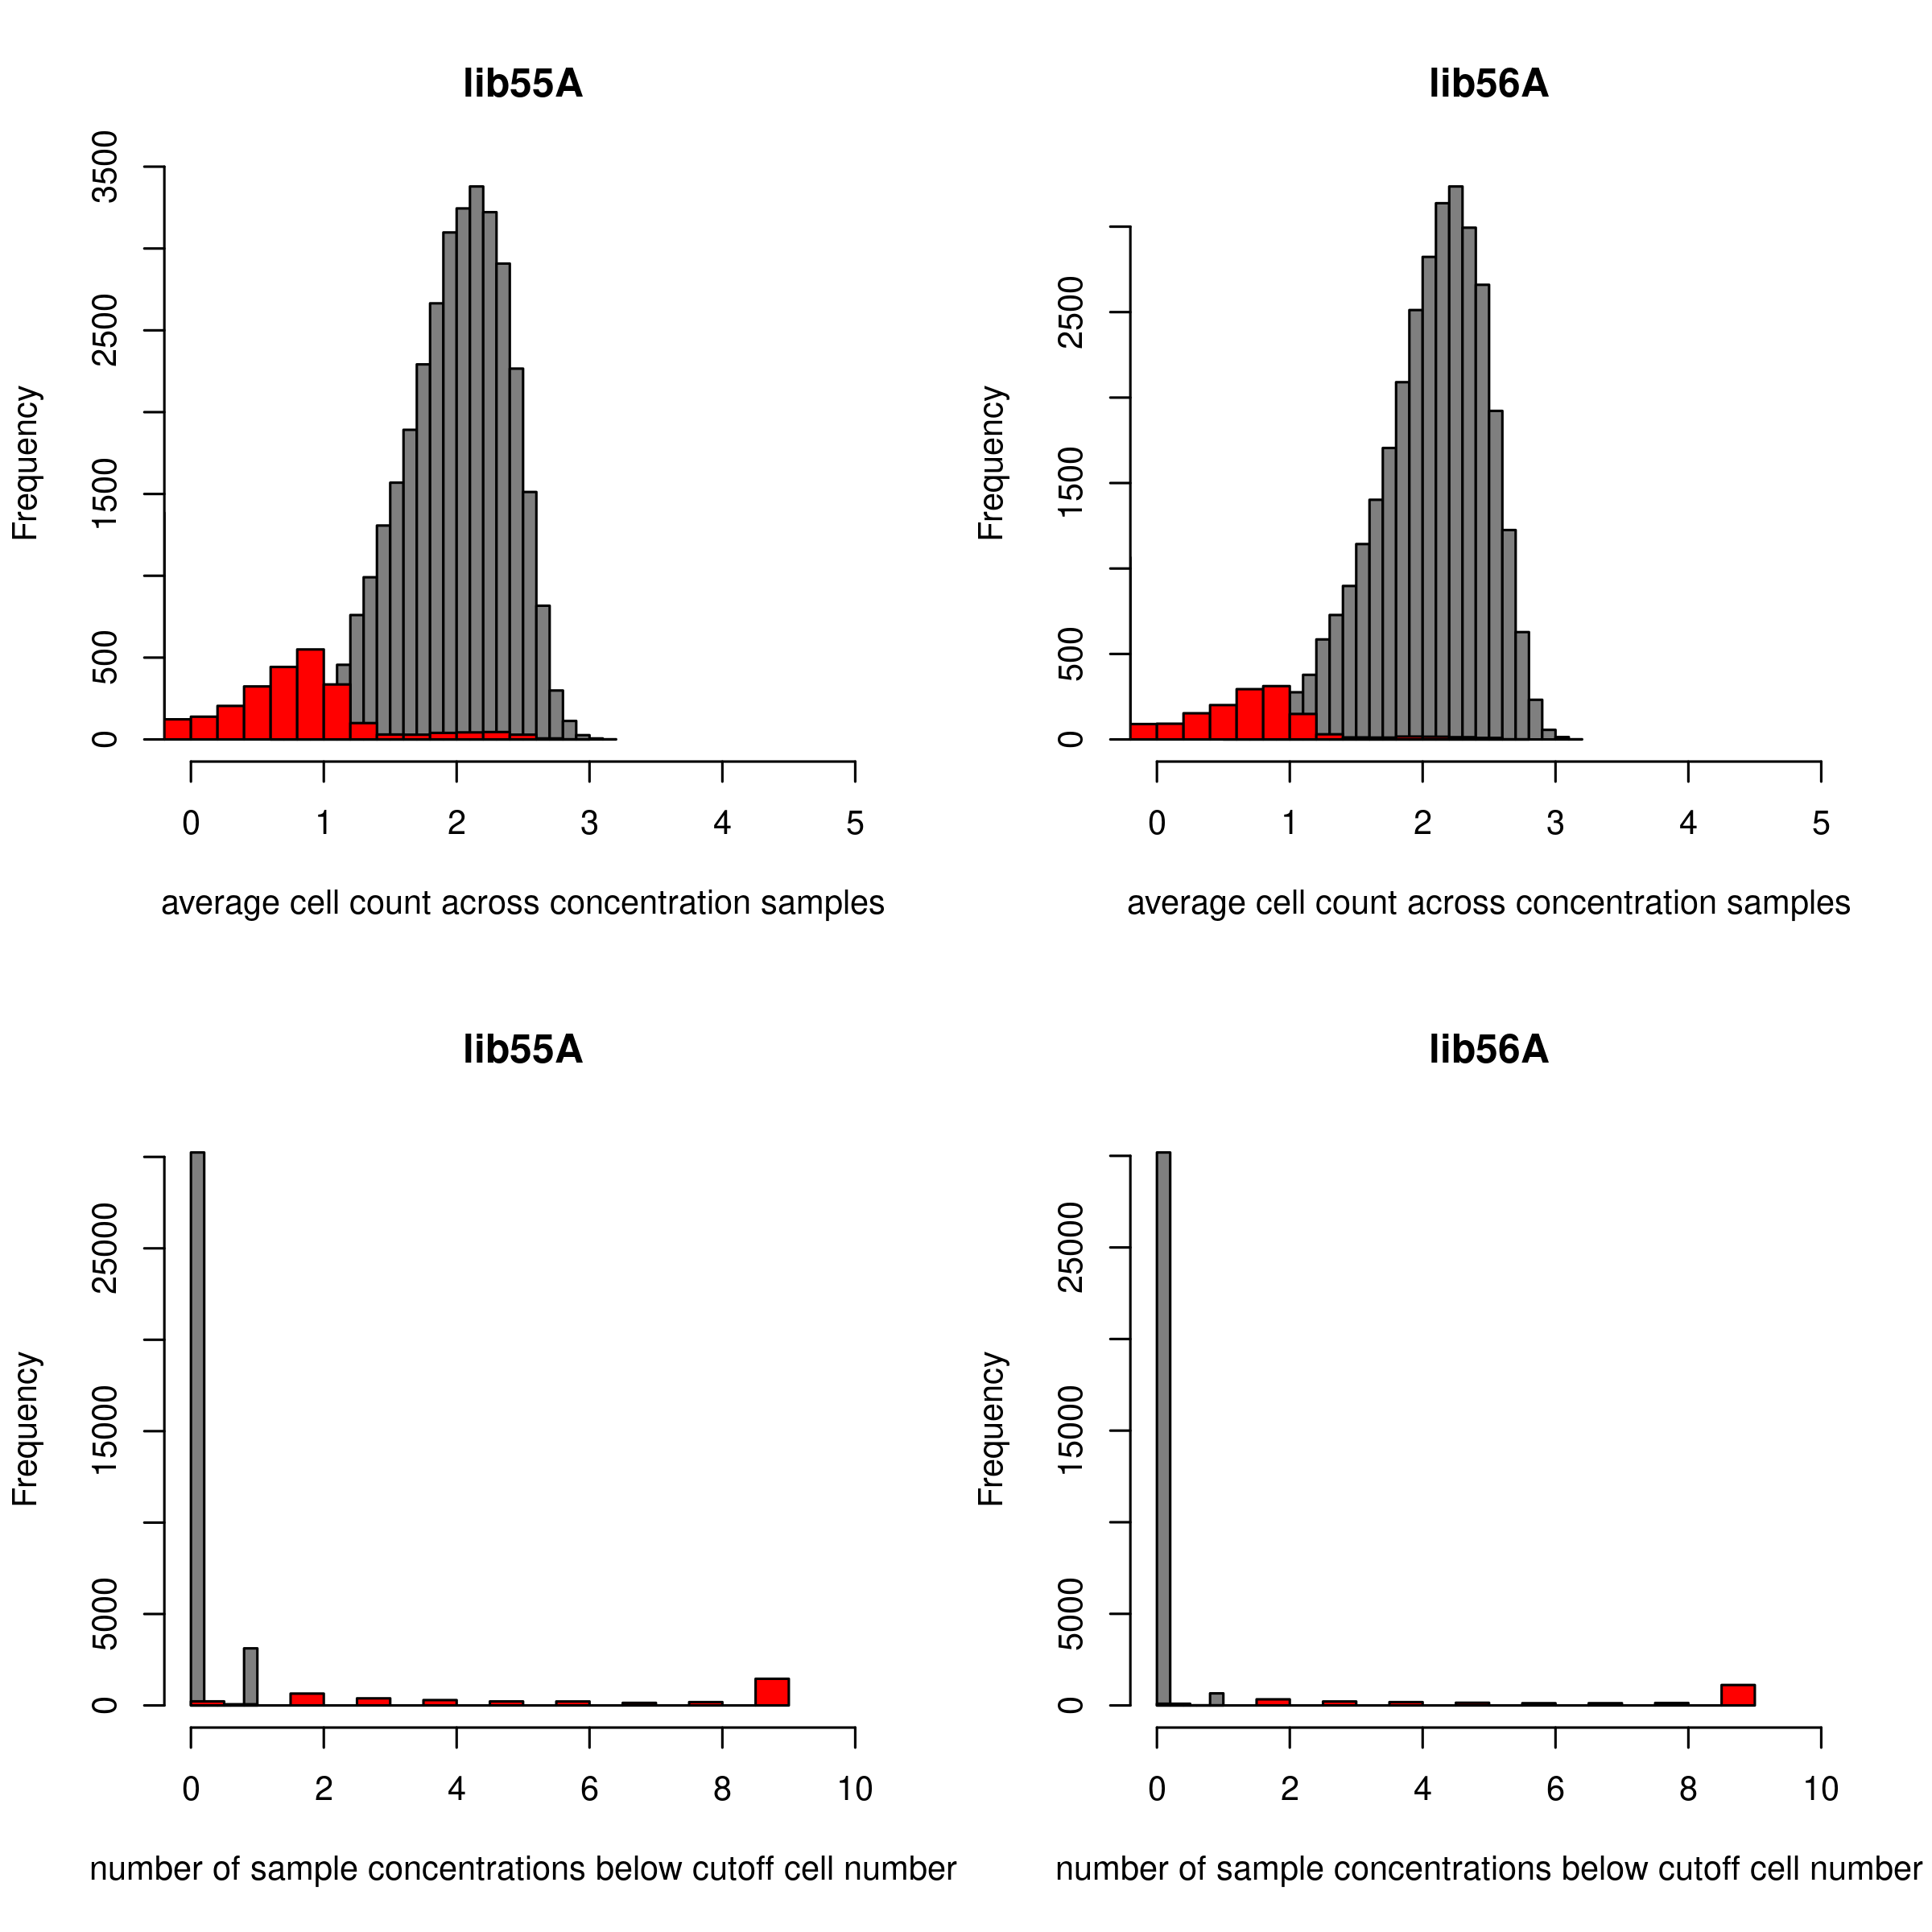 lib55A
Frequency
0 500 1500 2500 3500
0 1 2 3 4 5
average cell count across concentration samples
lib56A
Frequency
0 500 1500 2500
0 1 2 3 4 5
average cell count across concentration samples
lib55A
Frequency
0 5000 15000 25000
0 2 4 6 8 10
number of sample concentrations below cutoff cell number
lib56A
Frequency
0 5000 15000 25000
0 2 4 6 8 10
number of sample concentrations below cutoff cell number